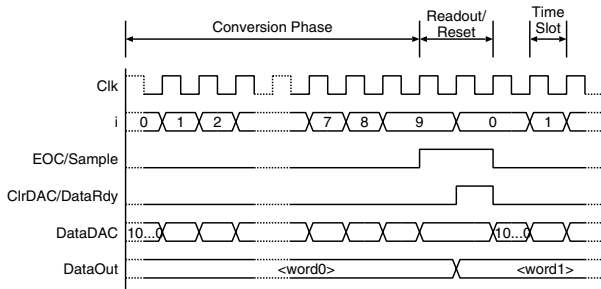 Conversion Phase
Readout/
Reset
Time
Slot
Clk
i 0 1 2 7 8 9 0 1
EOC/Sample
ClrDAC/DataRdy
DataDAC 10...0 10...0
DataOut <word0> <word1>